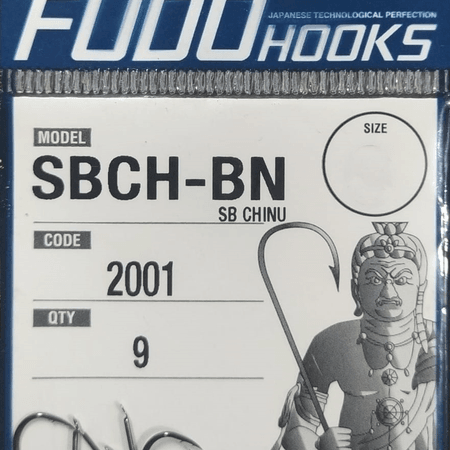 FUDO
JAPANESE TECHNOLOGICAL PERFECTION
HOOKS
MODEL
SIZE
SBCH-BN
SB CHINU
CODE
2001
QTY
9